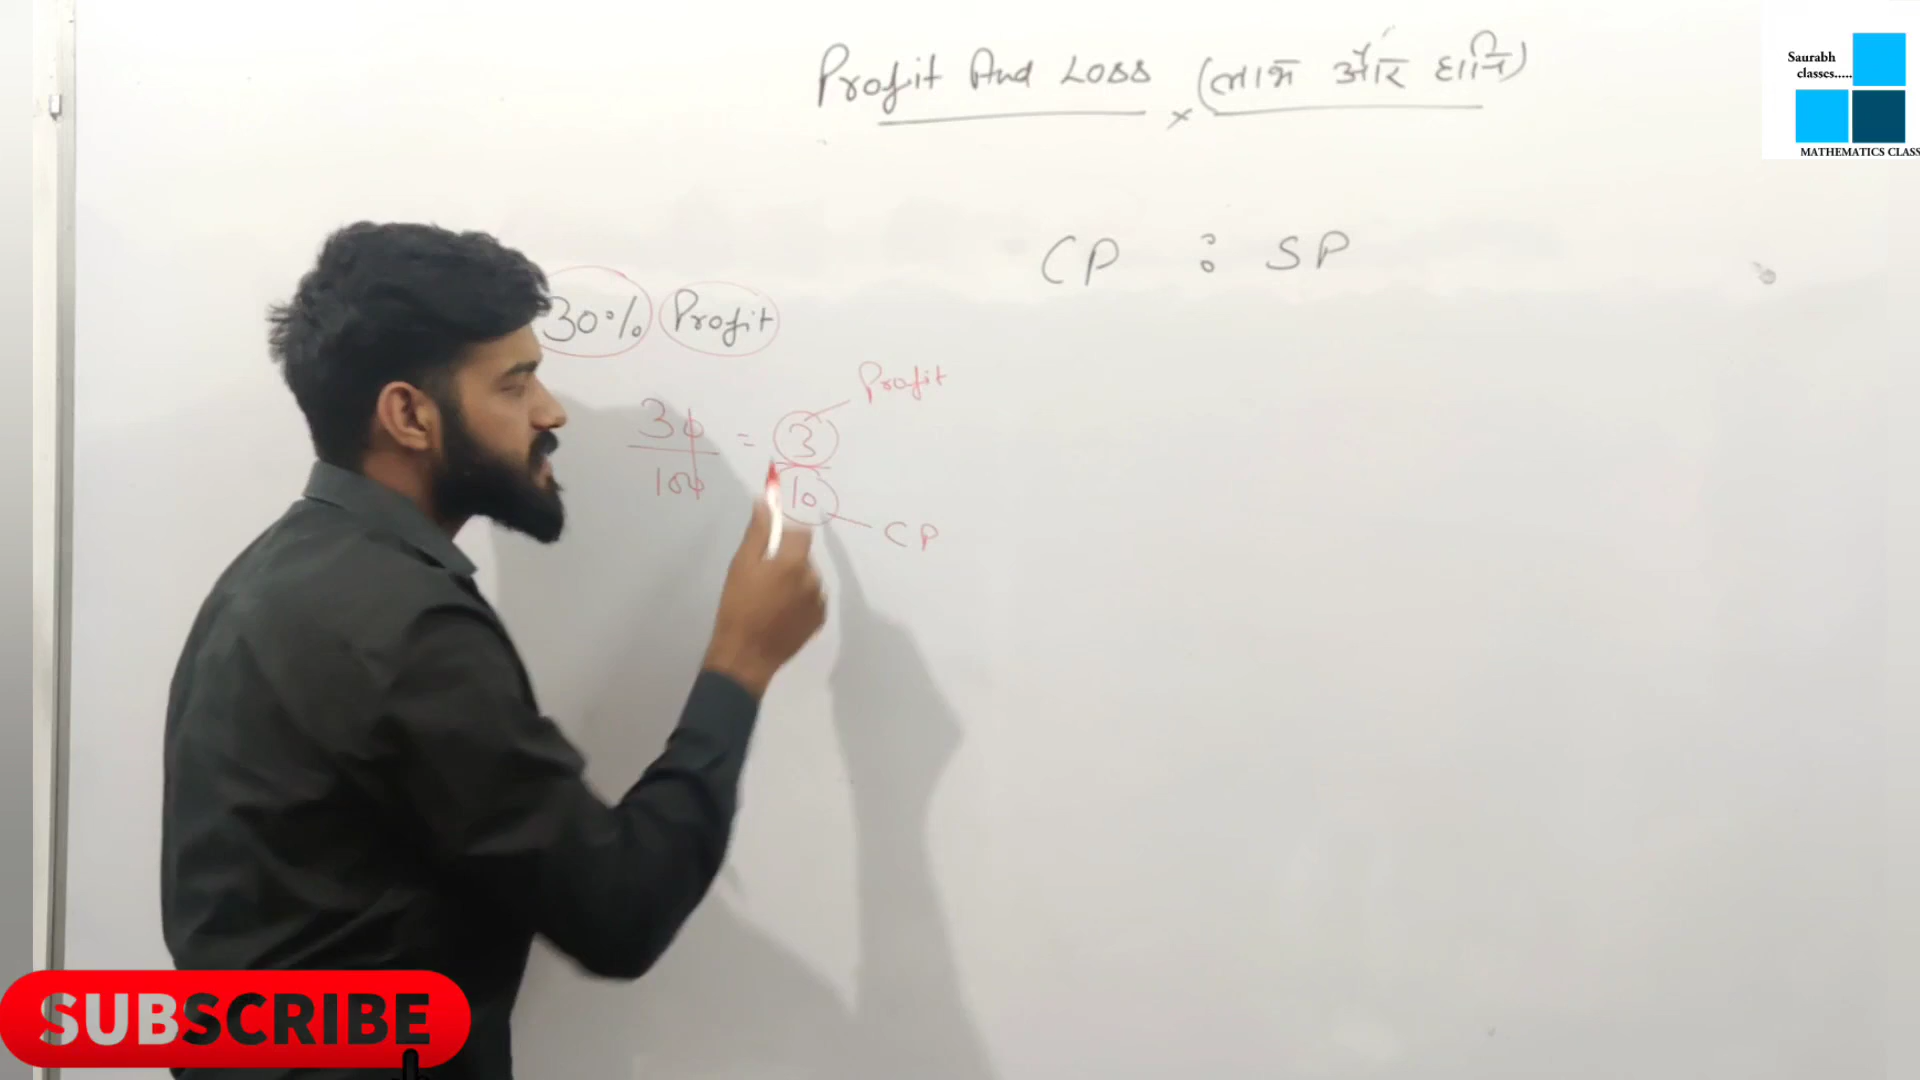 Profit And Loss (लाभ और हानि)
Saurabh
classes.....
MATHEMATICS CLASS
CP : SP
30% Profit
Profit
30/100 = 3/10
CP
SUBSCRIBE